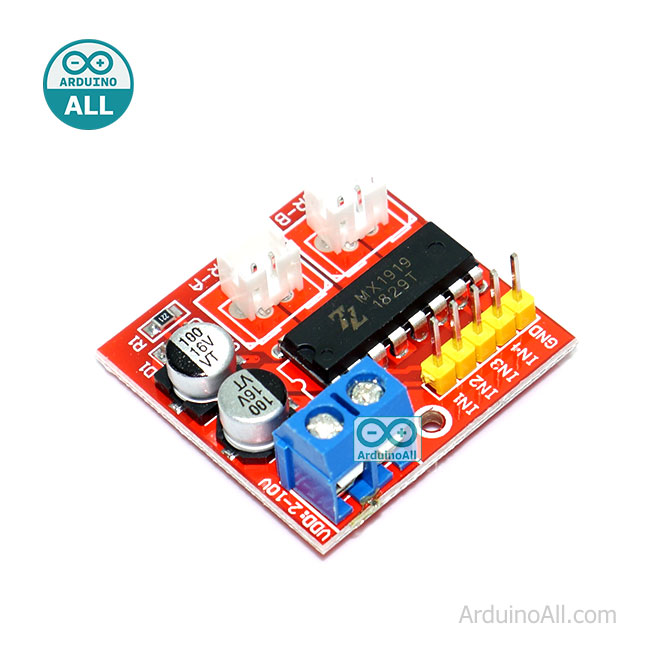 ARDUINO
ALL
R-B
R-A
MX1919
1829T
R1
221
D1
100
16V
VT
100
16V
VT
GND
IN4
IN3
IN2
IN1
ArduinoAll
VDD:2-10V
ArduinoAll.com